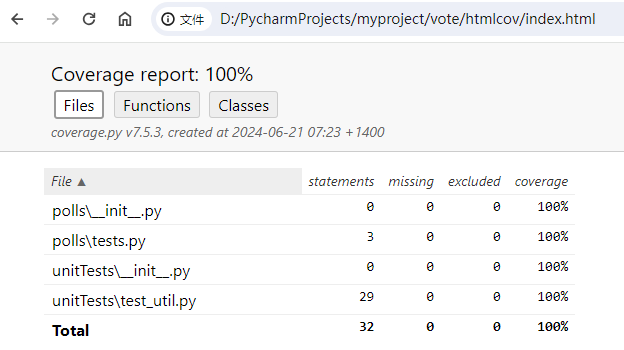 文件 D:/PycharmProjects/myproject/vote/htmlcov/index.html
Coverage report: 100%
Files Functions Classes
coverage.py v7.5.3, created at 2024-06-21 07:23 +1400
File ▲ statements missing excluded coverage
polls\__init__.py 0 0 0 100%
polls\tests.py 3 0 0 100%
unitTests\__init__.py 0 0 0 100%
unitTests\test_util.py 29 0 0 100%
Total 32 0 0 100%